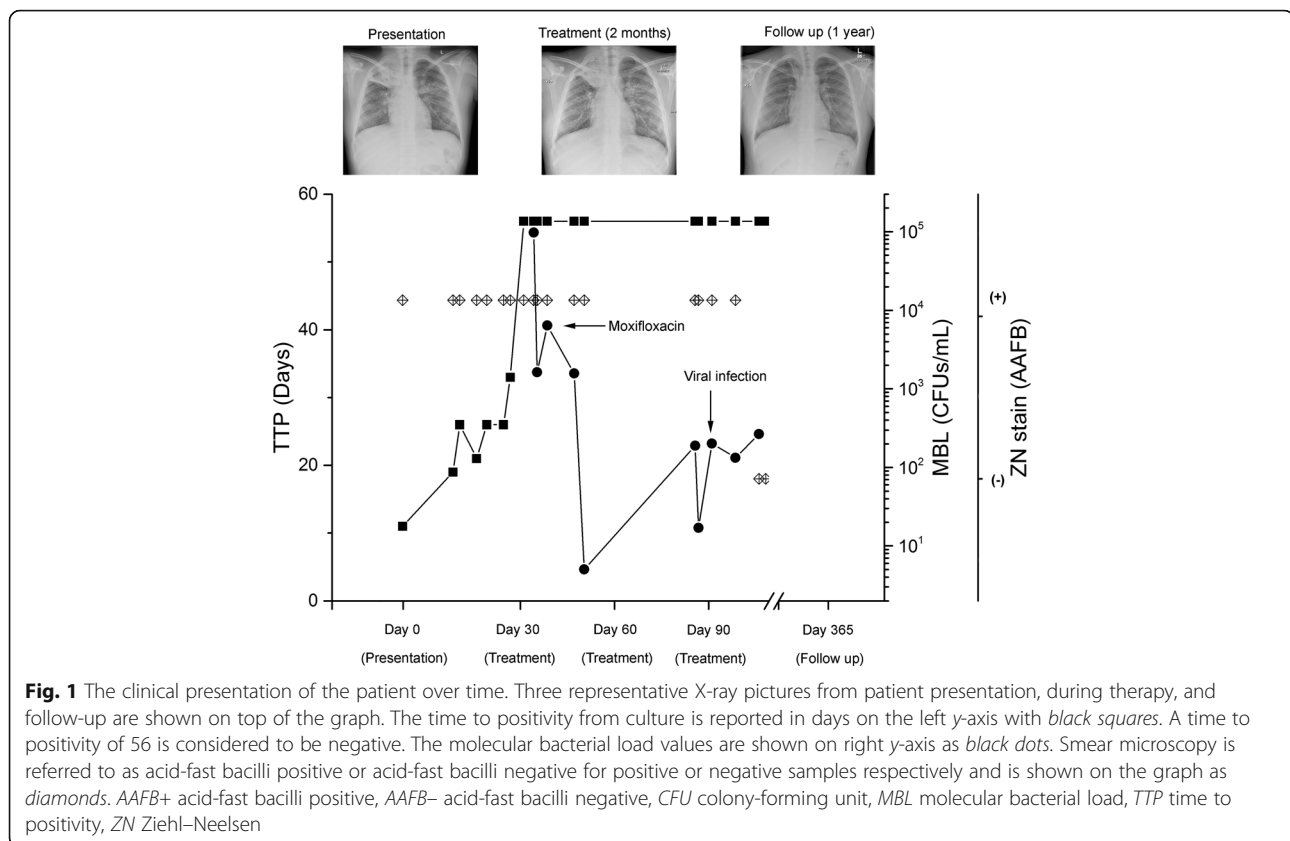 Presentation
Treatment (2 months)
Follow up (1 year)
60
40
20
0
TTP (Days)
10⁵
10⁴
10³
10²
10¹
MBL (CFUs/mL)
(+)
(-)
ZN stain (AAFB)
Moxifloxacin
Viral infection
Day 0
(Presentation)
Day 30
(Treatment)
Day 60
(Treatment)
Day 90
(Treatment)
Day 365
(Follow up)
Fig. 1 The clinical presentation of the patient over time. Three representative X-ray pictures from patient presentation, during therapy, and
follow-up are shown on top of the graph. The time to positivity from culture is reported in days on the left y-axis with black squares. A time to
positivity of 56 is considered to be negative. The molecular bacterial load values are shown on right y-axis as black dots. Smear microscopy is
referred to as acid-fast bacilli positive or acid-fast bacilli negative for positive or negative samples respectively and is shown on the graph as
diamonds. AAFB+ acid-fast bacilli positive, AAFB– acid-fast bacilli negative, CFU colony-forming unit, MBL molecular bacterial load, TTP time to
positivity, ZN Ziehl–Neelsen